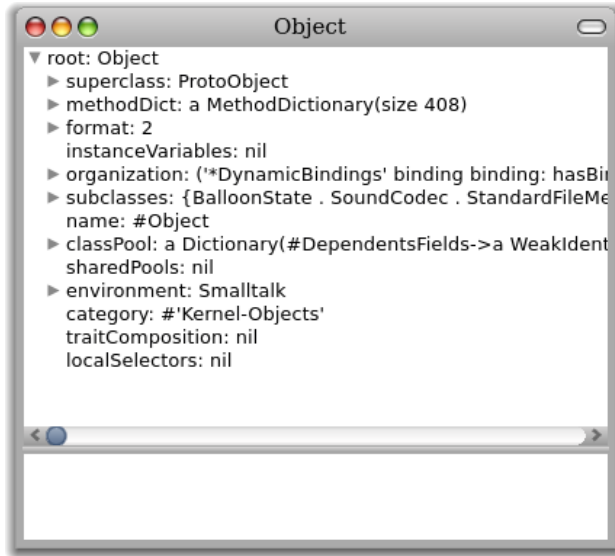 Object
root: Object
superclass: ProtoObject
methodDict: a MethodDictionary(size 408)
format: 2
instanceVariables: nil
organization: ('*DynamicBindings' binding binding: hasBi
subclasses: {BalloonState . SoundCodec . StandardFileMe
name: #Object
classPool: a Dictionary(#DependentsFields->a WeakIdent
sharedPools: nil
environment: Smalltalk
category: #'Kernel-Objects'
traitComposition: nil
localSelectors: nil